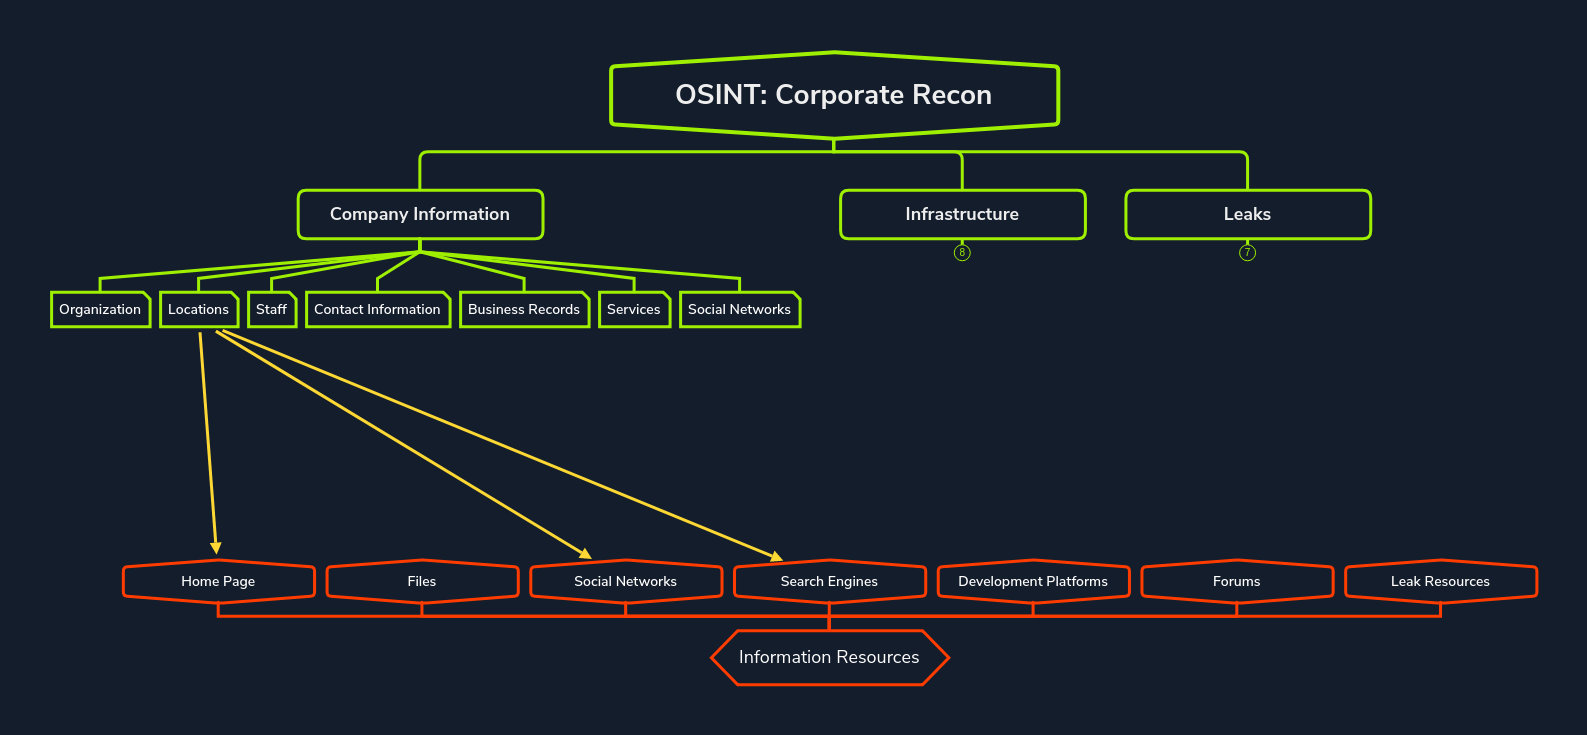 OSINT: Corporate Recon
Company Information
Infrastructure
Leaks
8
7
Organization
Locations
Staff
Contact Information
Business Records
Services
Social Networks
Home Page
Files
Social Networks
Search Engines
Development Platforms
Forums
Leak Resources
Information Resources